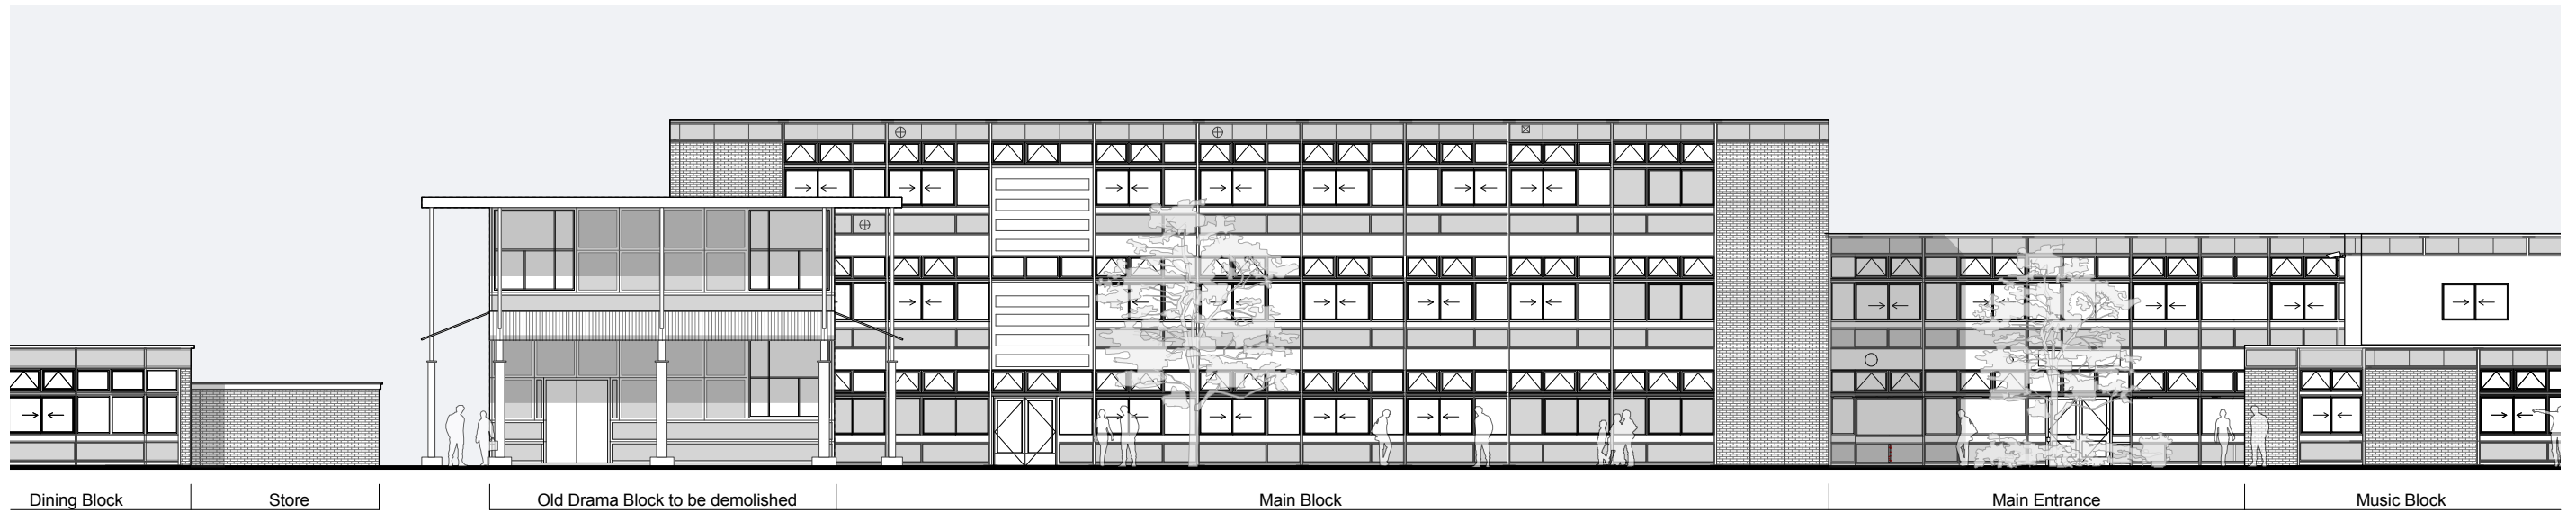 Dining Block
Store
Old Drama Block to be demolished
Main Block
Main Entrance
Music Block